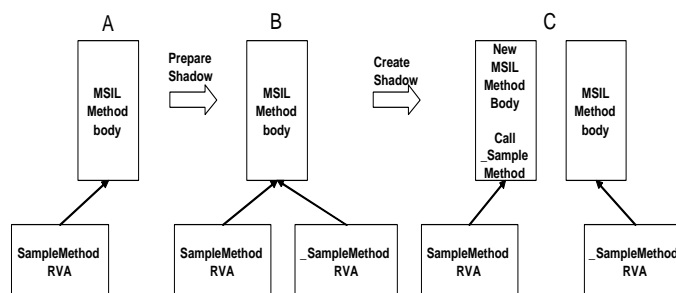 A
B
C
Prepare
Shadow
Create
Shadow
MSIL
Method
body
MSIL
Method
body
New
MSIL
Method
Body
Call
_Sample
Method
MSIL
Method
body
SampleMethod
RVA
SampleMethod
RVA
_SampleMethod
RVA
SampleMethod
RVA
_SampleMethod
RVA